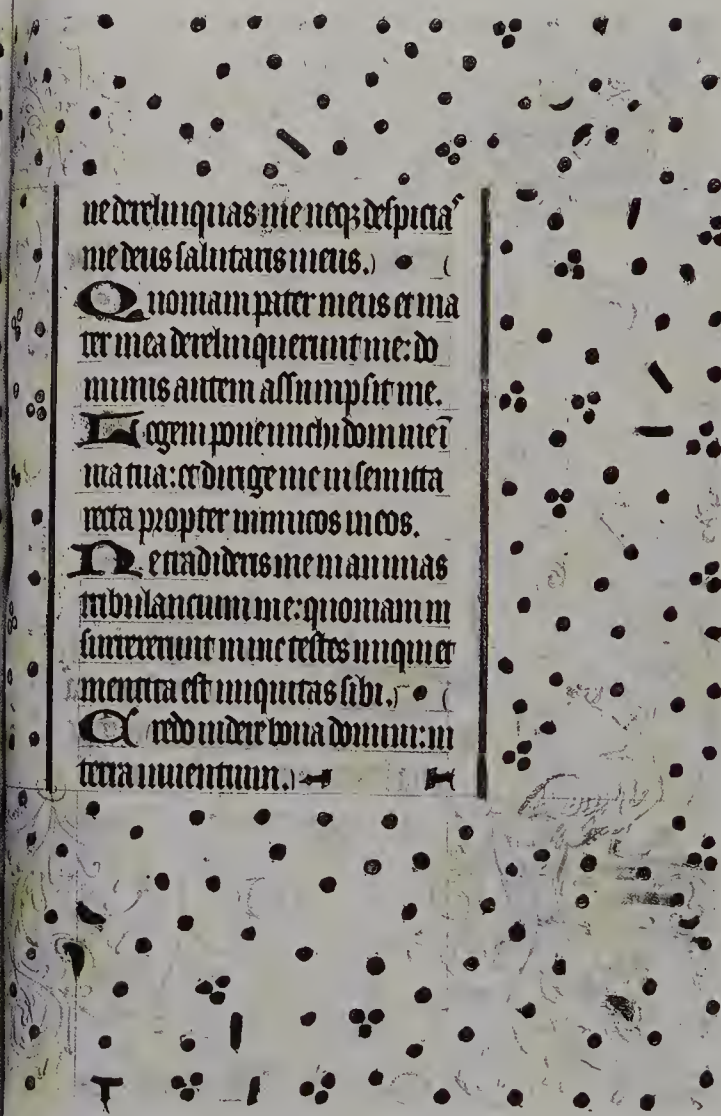 ne derelinquas me neqꝫ despicias
me deus salutaris meus.
Quoniam pater meus et ma
ter mea dereliquerunt me: do
minus autem assumpsit me.
Legem pone michi domine ī
uia tua: et dirige me in semita
recta propter inimicos meos.
Ne tradideris me in animas
tribulancium me: quoniam in
surrexerunt in me testes iniqui et
mentita est iniquitas sibi.
Credo uidere bona domini: in
terra uiuentium.